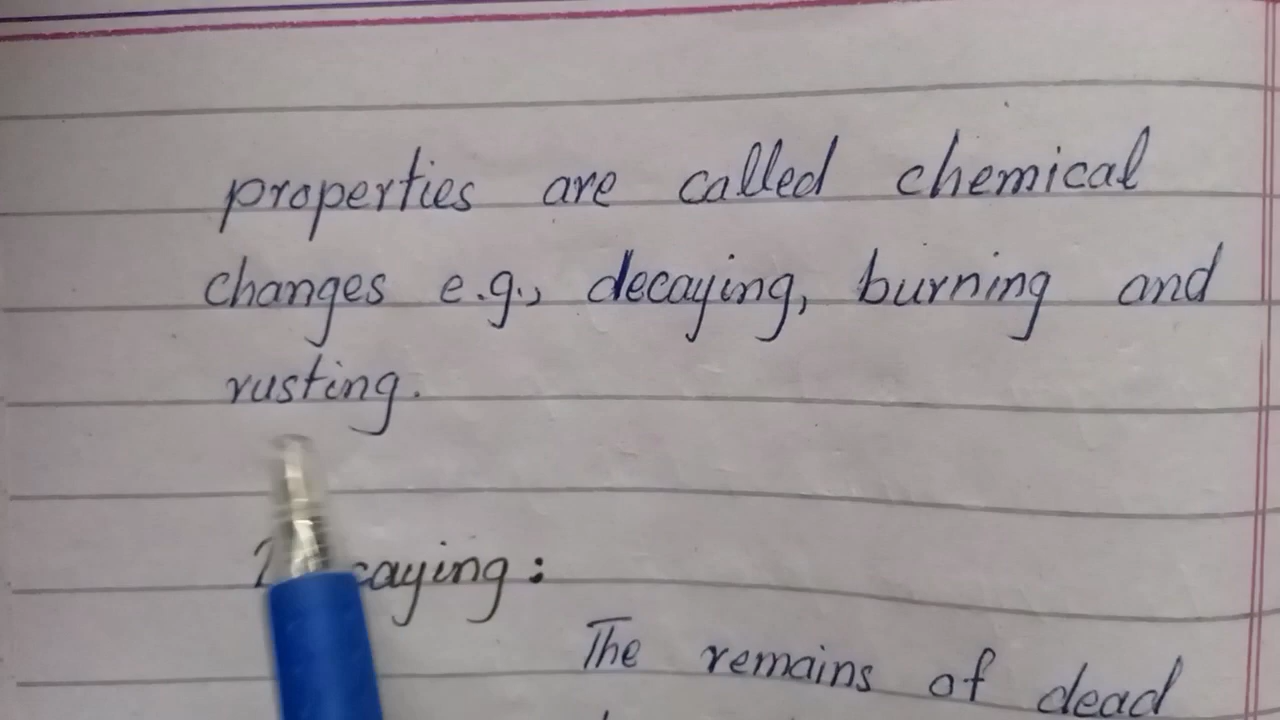 properties are called chemical
changes e.g., decaying, burning and
rusting.
caying:
The remains of dead